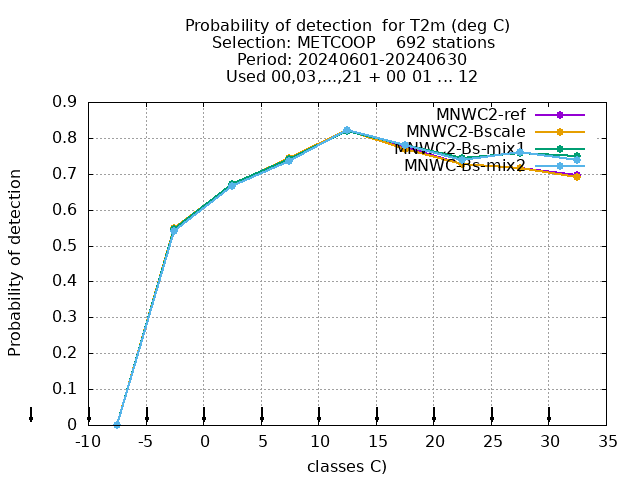 Probability of detection  for T2m (deg C)
Selection: METCOOP    692 stations
Period: 20240601-20240630
Used 00,03,...,21 + 00 01 ... 12
MNWC2-ref
MNWC2-Bscale
MNWC2-Bs-mix1
MNWC-Bs-mix2
Probability of detection
0.9
0.8
0.7
0.6
0.5
0.4
0.3
0.2
0.1
0
-10 -5 0 5 10 15 20 25 30 35
classes C)